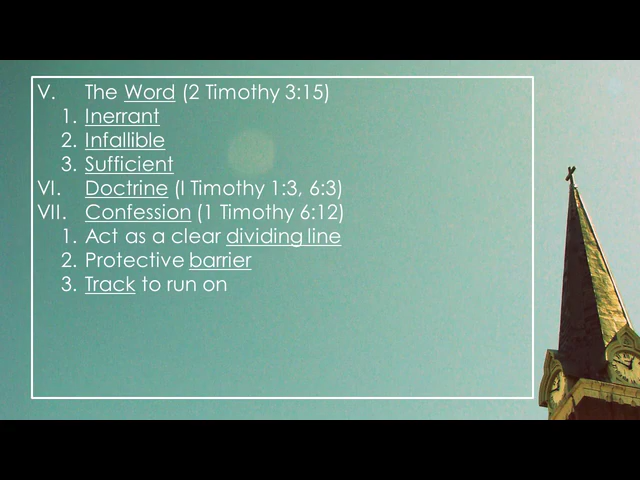 V. The Word (2 Timothy 3:15)
1. Inerrant
2. Infallible
3. Sufficient
VI. Doctrine (I Timothy 1:3, 6:3)
VII. Confession (1 Timothy 6:12)
1. Act as a clear dividing line
2. Protective barrier
3. Track to run on